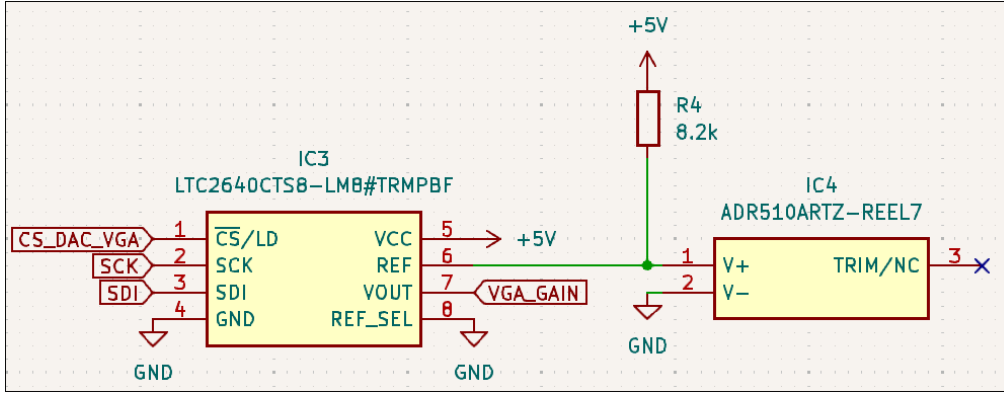 +5V
R4
8.2k
IC3
LTC2640CTS8-LM8#TRMPBF
IC4
ADR510ARTZ-REEL7
CS_DAC_VGA 1 CS/LD VCC 5 +5V
SCK 2 SCK REF 6 1 V+ TRIM/NC 3
SDI 3 SDI VOUT 7 VGA_GAIN 2 V-
4 GND REF_SEL 8
GND
GND
GND